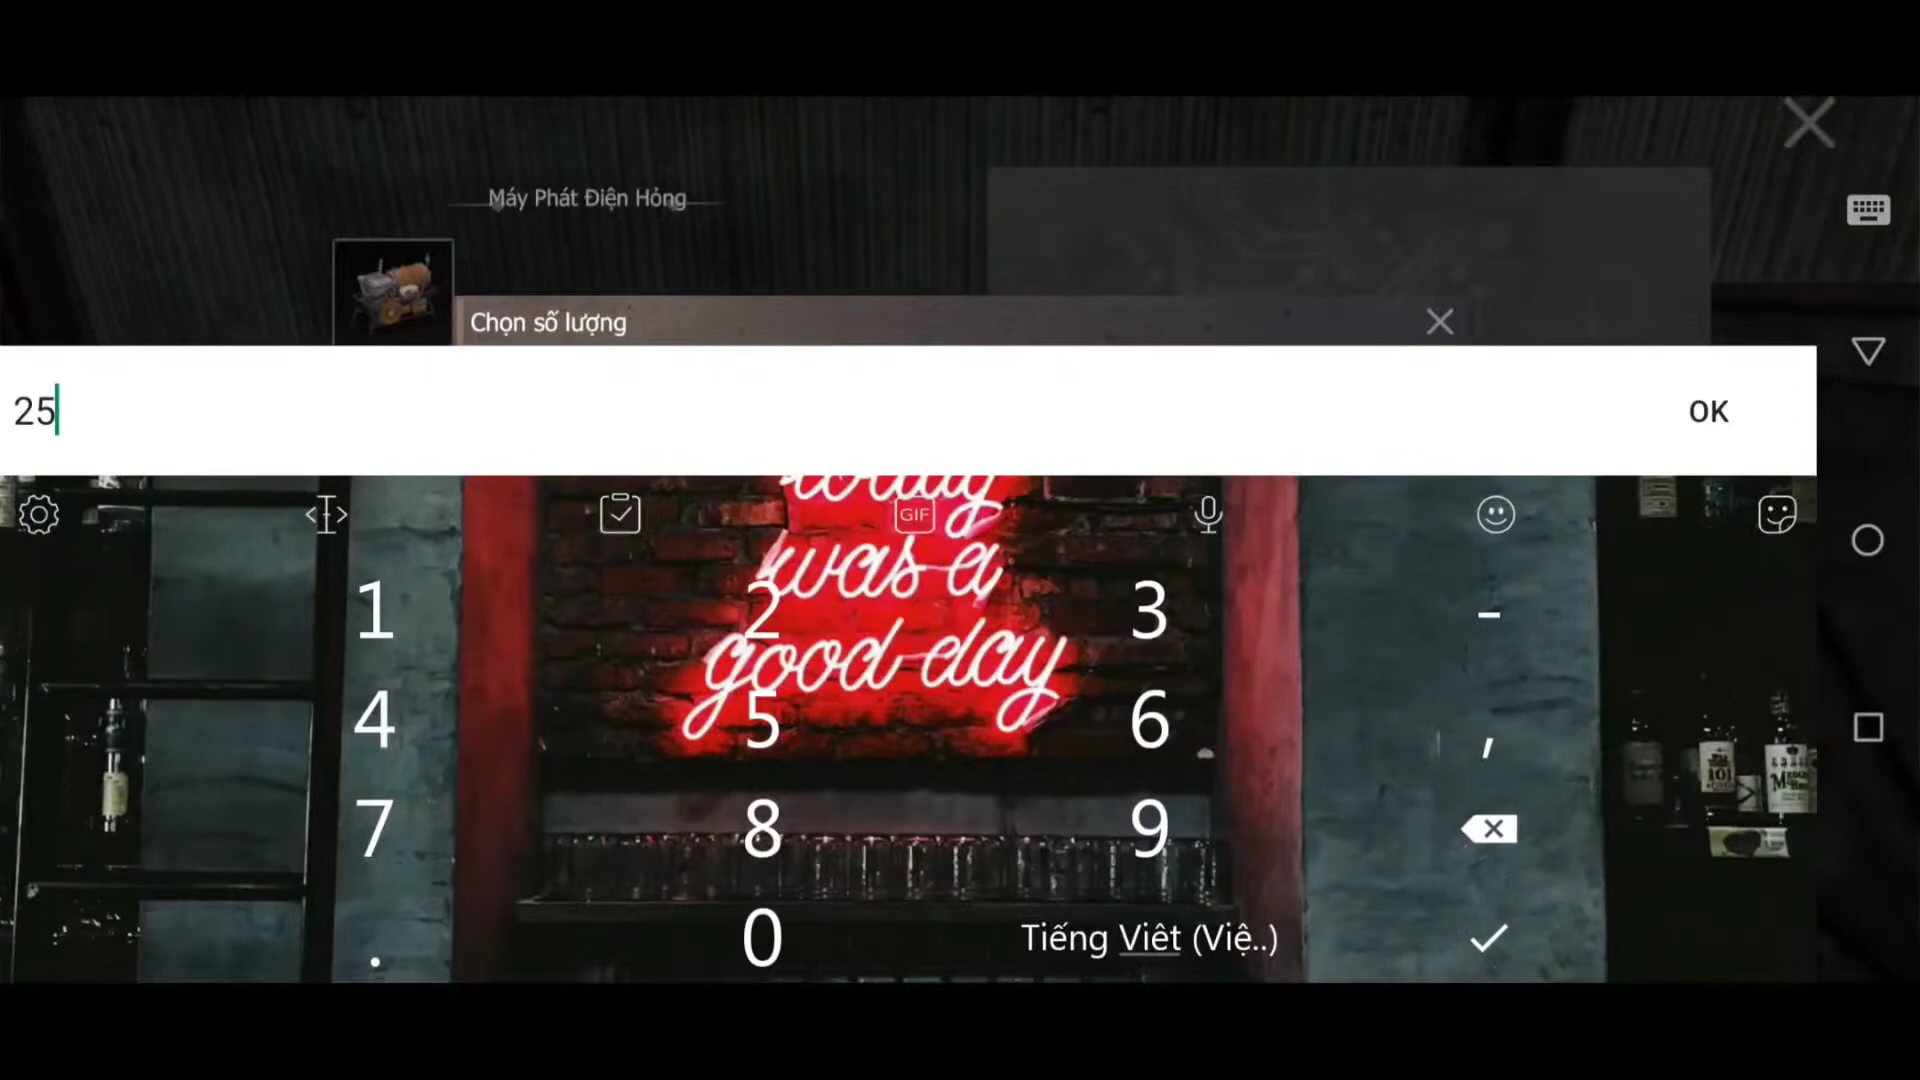 Máy Phát Điện Hỏng
Chọn số lượng
25
OK
GIF
was a
1
2
3
-
good day
4
5
6
,
101
7
8
9
.
0
Tiếng Việt (Việ..)